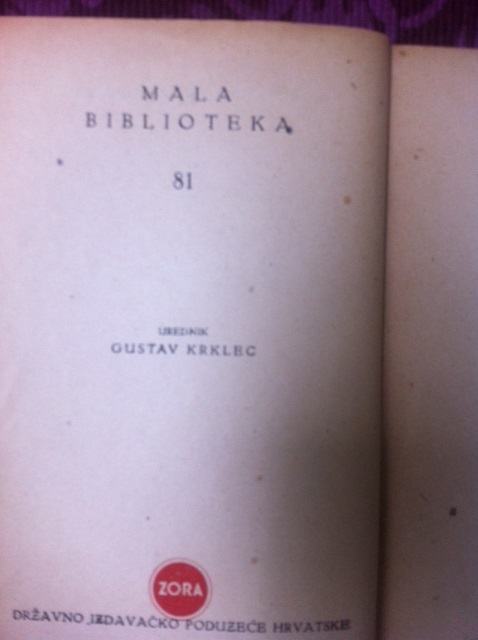 MALA
BIBLIOTEKA
81
UREDNIK
GUSTAV KRKLEC
ZORA
DRŽAVNO IZDAVAČKO PODUZEĆE HRVATSKE